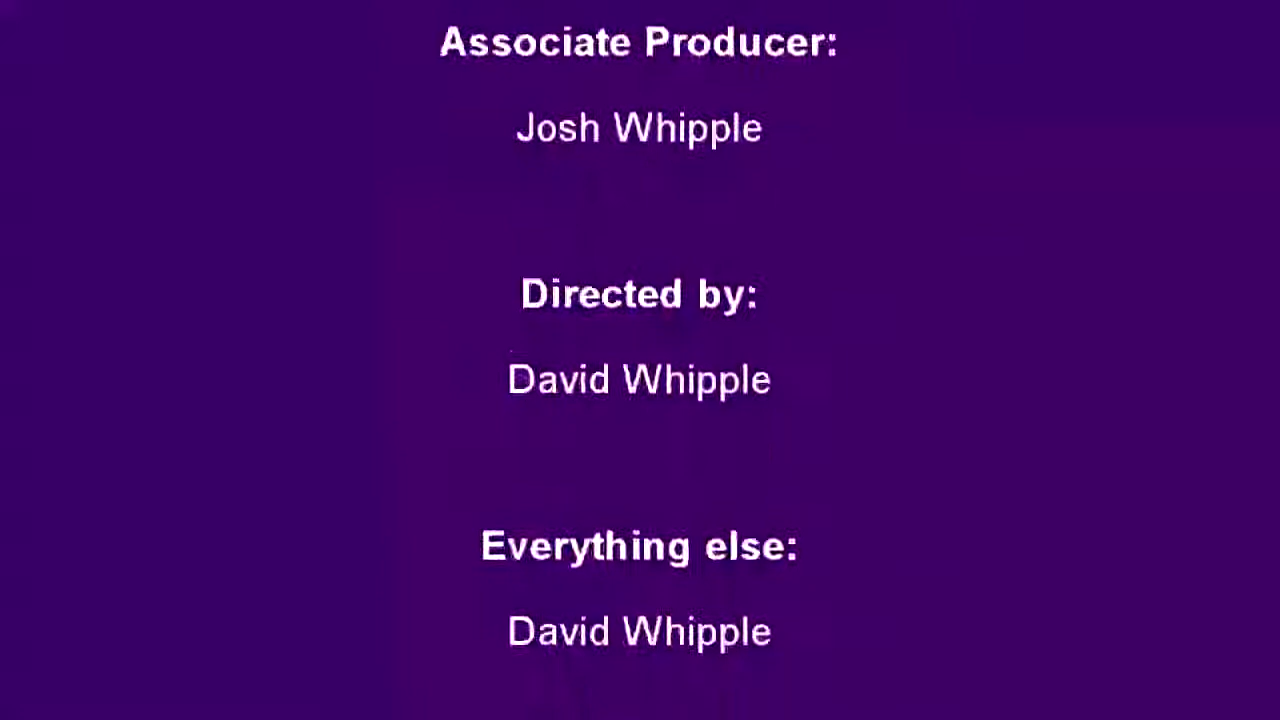 Associate Producer:
Josh Whipple
Directed by:
David Whipple
Everything else:
David Whipple